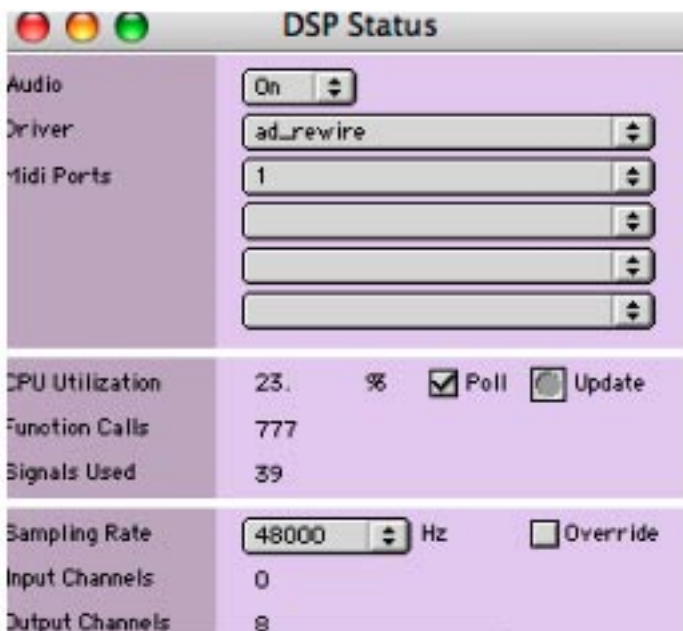 DSP Status
Audio On
Driver ad_rewire
Midi Ports 1
CPU Utilization 23. % Poll Update
Function Calls 777
Signals Used 39
Sampling Rate 48000 Hz Override
Input Channels 0
Output Channels 8